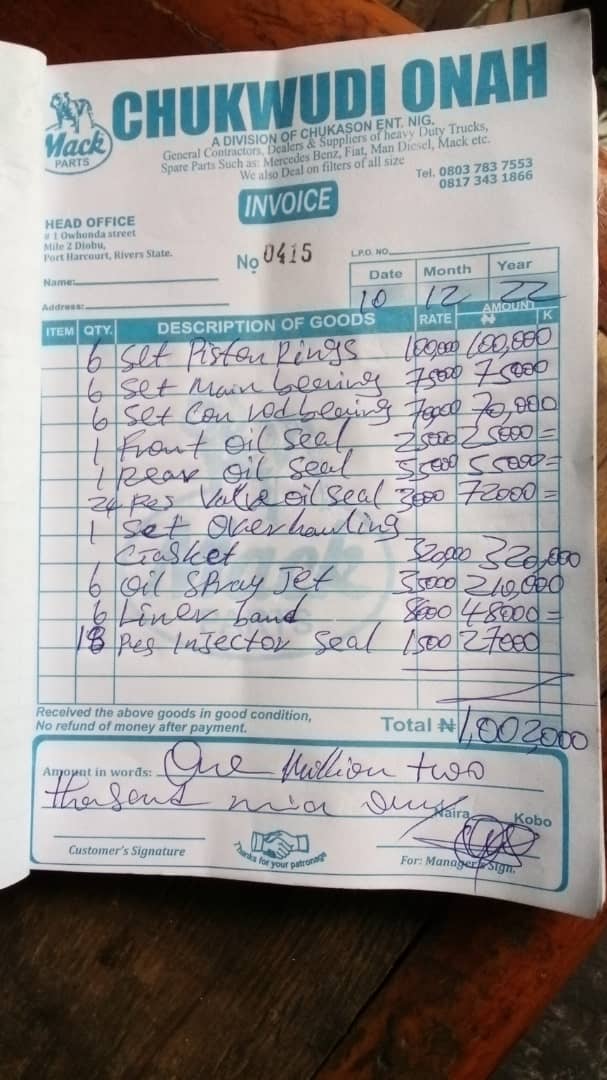 Mack
PARTS
CHUKWUDI ONAH
A DIVISION OF CHUKASON ENT. NIG.
General Contractors, Dealers & Suppliers of heavy Duty Trucks,
Spare Parts Such as: Mercedes Benz, Fiat, Man Diesel, Mack etc.
We also Deal on filters of all size
Tel. 0803 783 7553
0817 343 1866
INVOICE
HEAD OFFICE
# 1 Owhonda street
Mile 2 Diobu,
Port Harcourt, Rivers State.
No 0415
L.P.O. NO.
Date Month Year
10 12 22
Name:
Address:
ITEM QTY. DESCRIPTION OF GOODS RATE AMOUNT ₦ K
6 Set Piston Rings 100,000 100,000
6 Set Main bearing 75000 75000
6 Set Con rod bearing 70000 70,000
1 Front Oil Seal 25000 25000=
1 Rear Oil Seal 55000 55000=
24 Pcs Valve oil seal 3000 72000=
1 Set Overhauling
Gasket 320,000 320,000
6 Oil Spray Jet 35000 210,000
6 Liner band 8000 48000=
18 Pcs Injector Seal 1500 27000
Received the above goods in good condition,
No refund of money after payment.
Total ₦ 1,002,000
Amount in words: One Million two
thousand naira only
Naira Kobo
Customer's Signature
Thanks for your patronage
For: Manager's Sign.